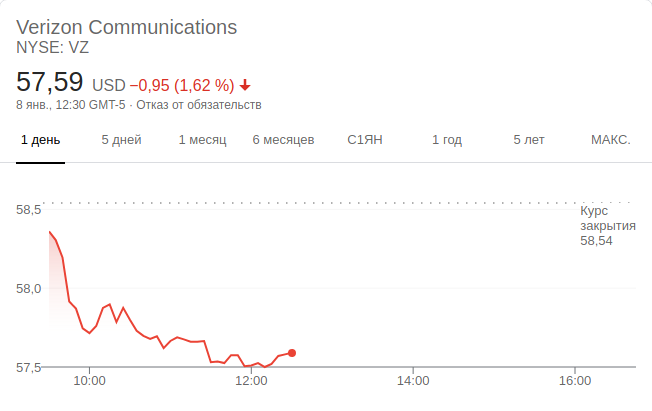 Verizon Communications
NYSE: VZ
57,59 USD −0,95 (1,62 %)
8 янв., 12:30 GMT-5 · Отказ от обязательств
1 день 5 дней 1 месяц 6 месяцев С1ЯН 1 год 5 лет МАКС.
58,5
Курс
закрытия
58,54
58,0
57,5
10:00 12:00 14:00 16:00